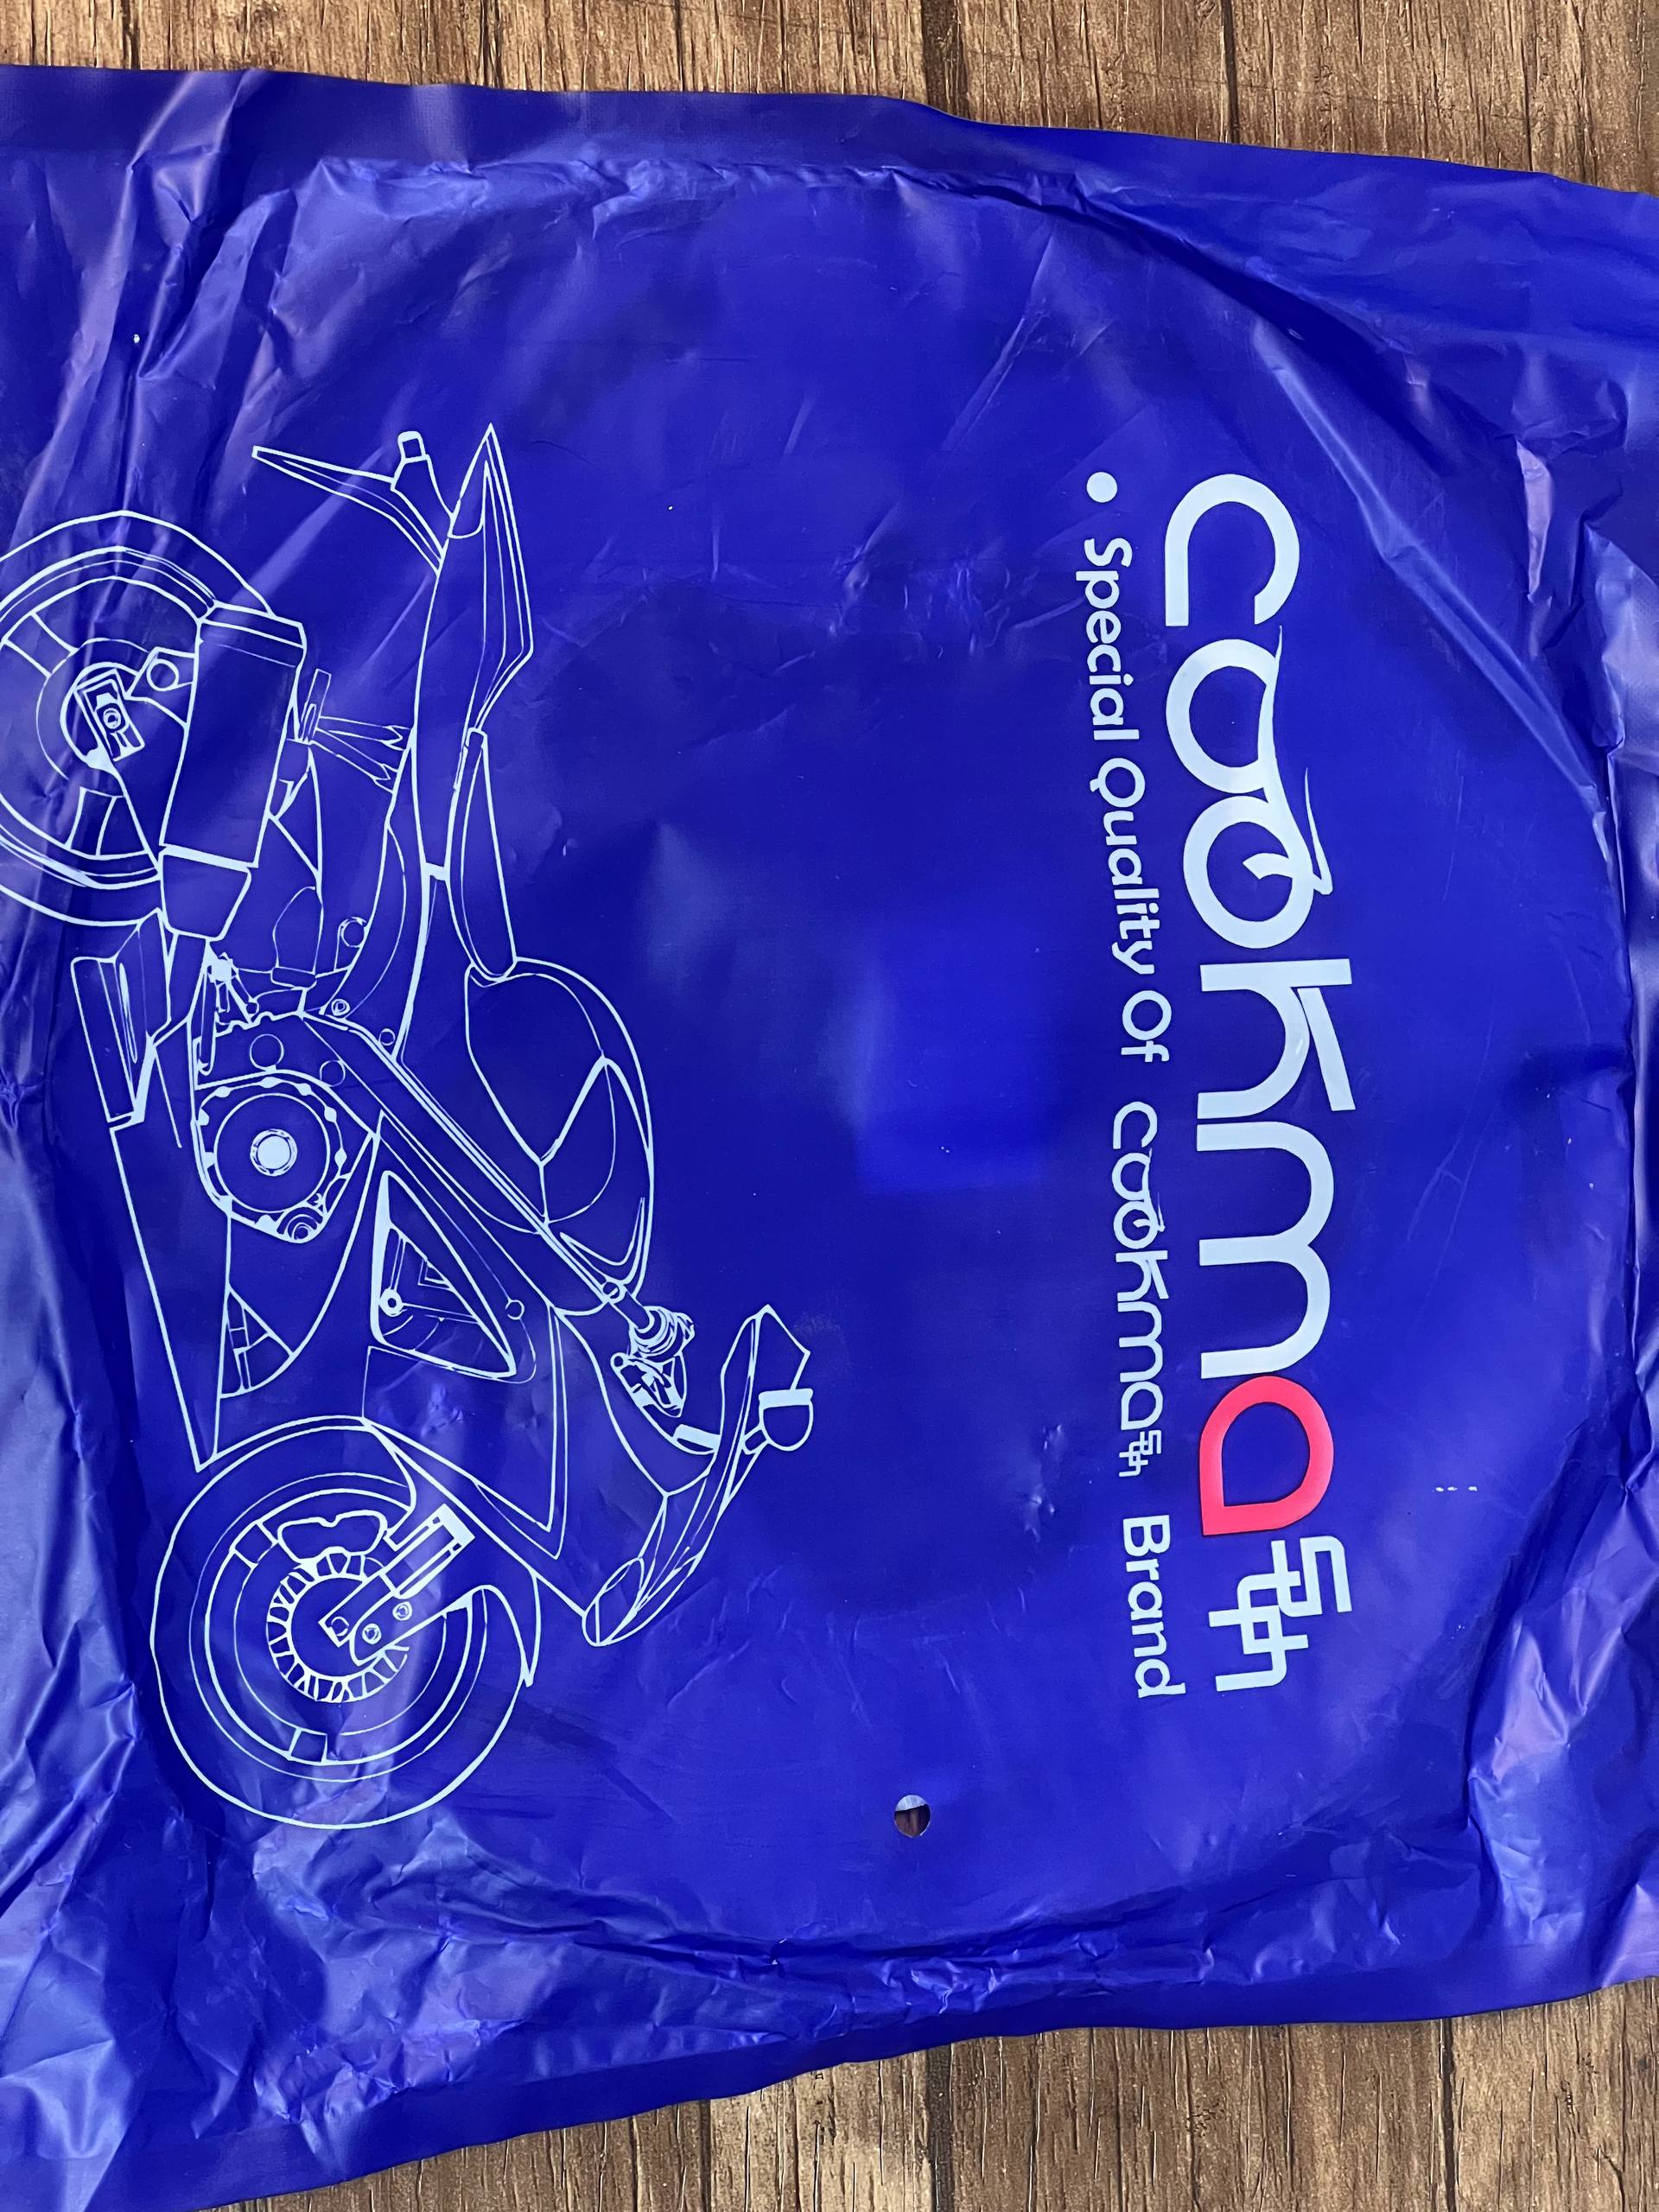 cookma
• Special Quality Of cookma Brand